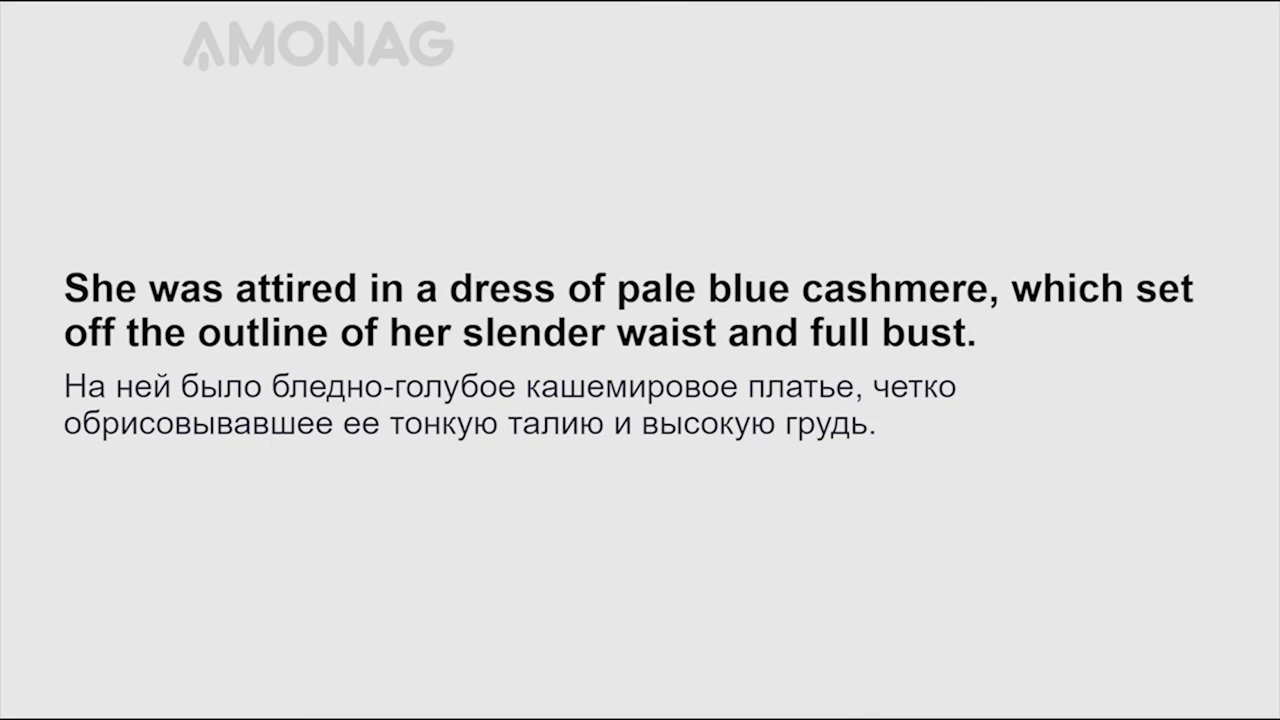 AMONAG
She was attired in a dress of pale blue cashmere, which set
off the outline of her slender waist and full bust.
На ней было бледно-голубое кашемировое платье, четко
обрисовывавшее ее тонкую талию и высокую грудь.